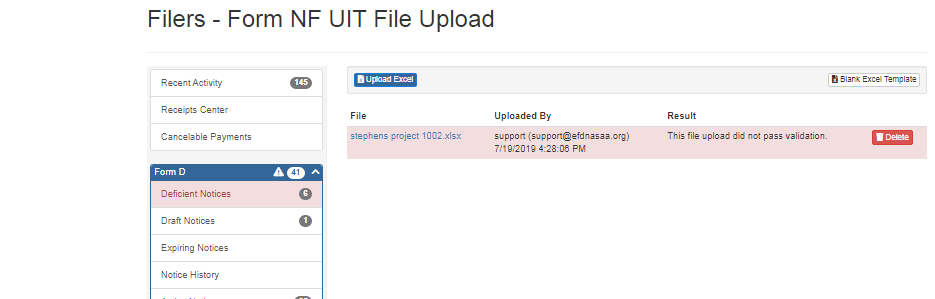 Filers - Form NF UIT File Upload
Recent Activity 145
Receipts Center
Cancelable Payments
Form D 41
Deficient Notices 6
Draft Notices 1
Expiring Notices
Notice History
Upload Excel Blank Excel Template
File Uploaded By Result
stephens project 1002.xlsx support (support@efdnasaa.org) This file upload did not pass validation. Delete
7/19/2019 4:28:06 PM